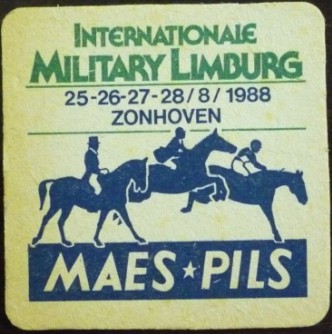 INTERNATIONALE
MILITARY LIMBURG
25-26-27-28/8/1988
ZONHOVEN
MAES★PILS